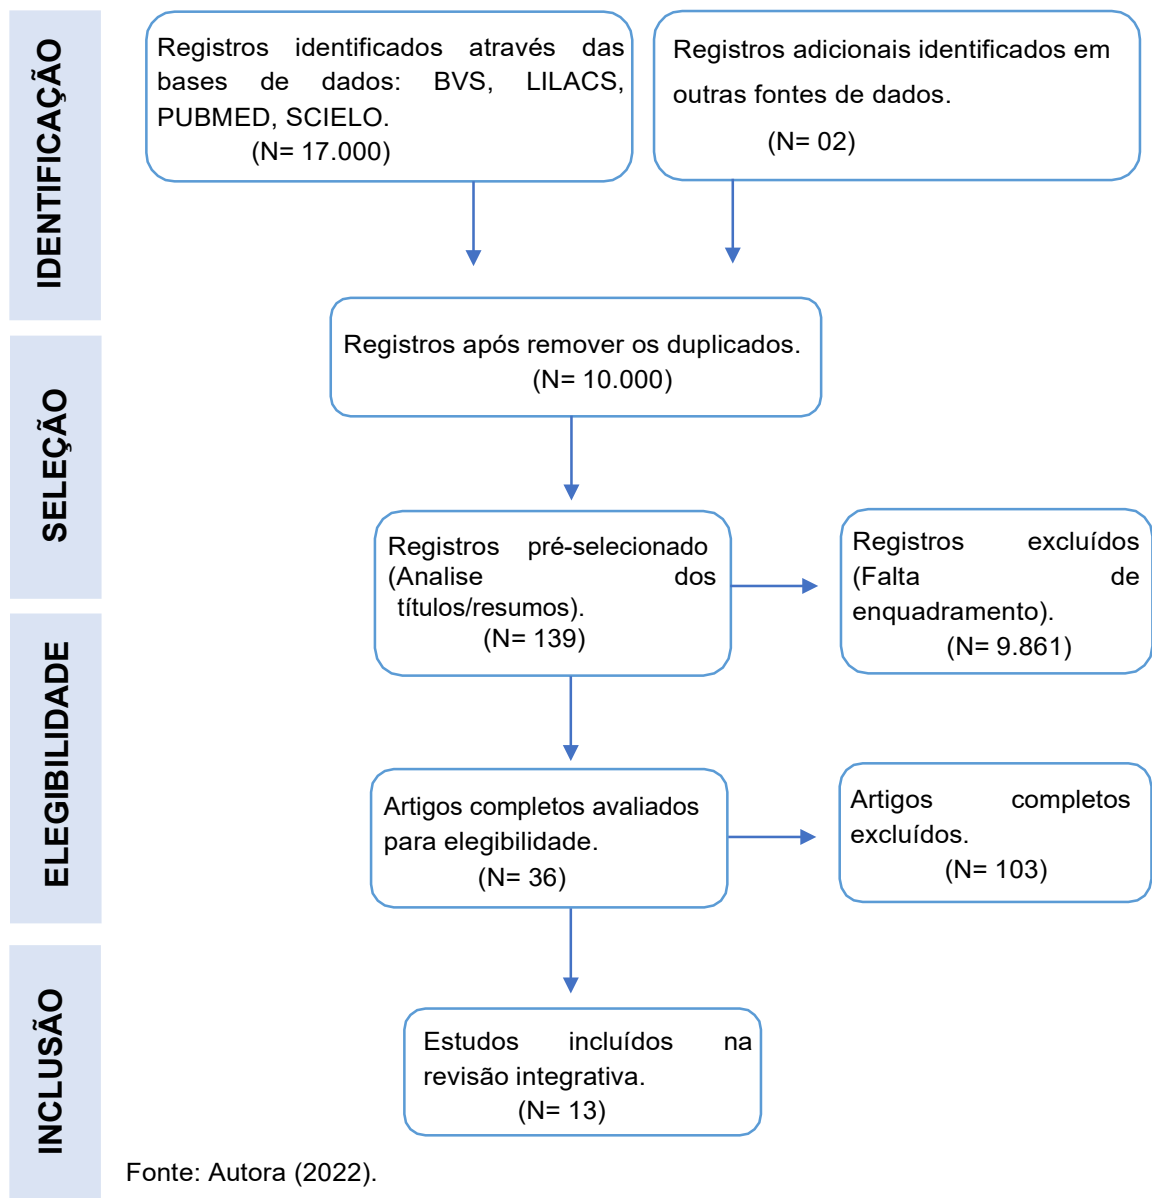 IDENTIFICAÇÃO
Registros identificados através das
bases de dados: BVS, LILACS,
PUBMED, SCIELO.
(N= 17.000)
Registros adicionais identificados em
outras fontes de dados.
(N= 02)
SELEÇÃO
Registros após remover os duplicados.
(N= 10.000)
Registros pré-selecionado
(Analise dos
títulos/resumos).
(N= 139)
Registros excluídos
(Falta de
enquadramento).
(N= 9.861)
ELEGIBILIDADE
Artigos completos avaliados
para elegibilidade.
(N= 36)
Artigos completos
excluídos.
(N= 103)
INCLUSÃO
Estudos incluídos na
revisão integrativa.
(N= 13)
Fonte: Autora (2022).